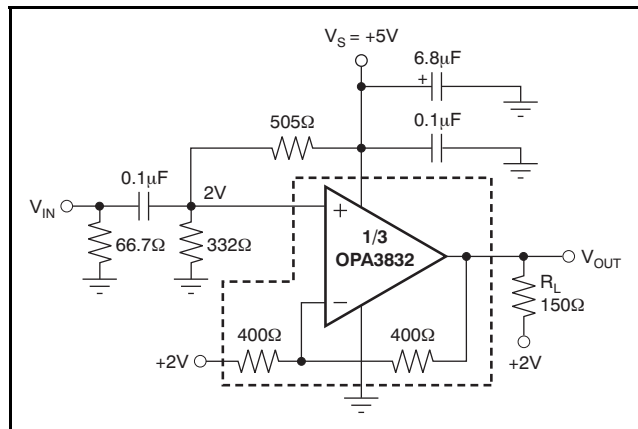 V_S = +5V
6.8μF
+
505Ω
0.1μF
0.1μF
2V
V_IN
66.7Ω
332Ω
+
1/3
OPA3832
−
V_OUT
R_L
150Ω
400Ω
400Ω
+2V
+2V